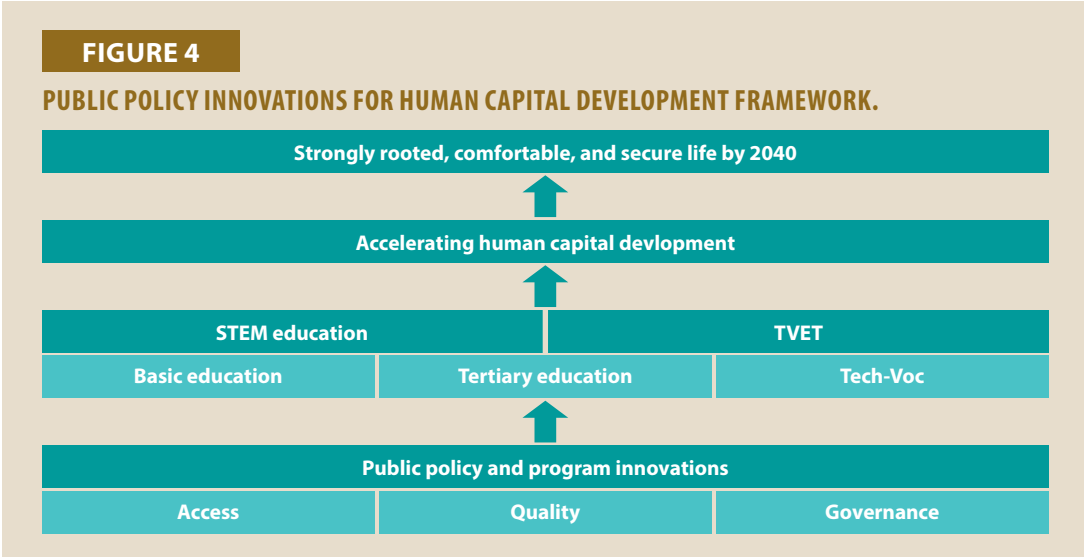 FIGURE 4
PUBLIC POLICY INNOVATIONS FOR HUMAN CAPITAL DEVELOPMENT FRAMEWORK.
Strongly rooted, comfortable, and secure life by 2040
Accelerating human capital devlopment
STEM education
TVET
Basic education
Tertiary education
Tech-Voc
Public policy and program innovations
Access
Quality
Governance